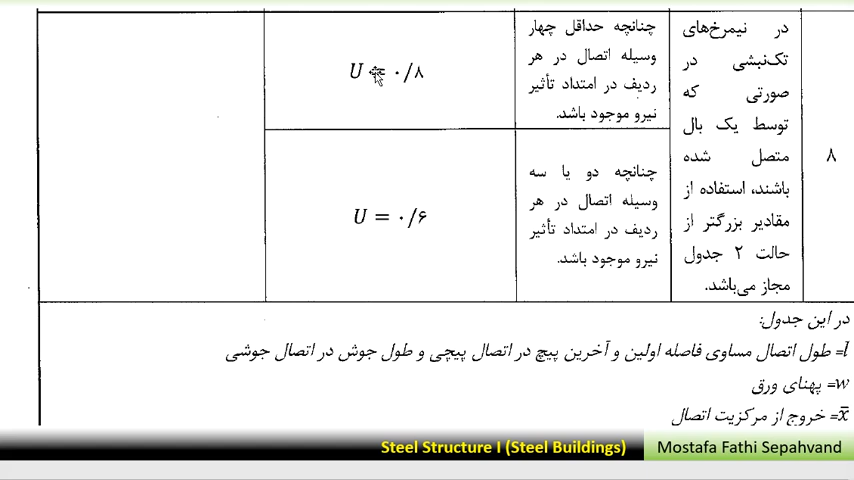 ۸
در نیمرخ‌های
تک‌نبشی در
صورتی که
توسط یک بال
متصل شده
باشند، استفاده از
مقادیر بزرگتر از
حالت ۲ جدول
مجاز می‌باشد.
چنانچه حداقل چهار
وسیله اتصال در هر
ردیف در امتداد تأثیر
نیرو موجود باشد.
U = ۰/۸
چنانچه دو یا سه
وسیله اتصال در هر
ردیف در امتداد تأثیر
نیرو موجود باشد.
U = ۰/۶
در این جدول:
l= طول اتصال مساوی فاصله اولین و آخرین پیچ در اتصال پیچی و طول جوش در اتصال جوشی
w= پهنای ورق
x̄= خروج از مرکزیت اتصال
Steel Structure I (Steel Buildings)
Mostafa Fathi Sepahvand